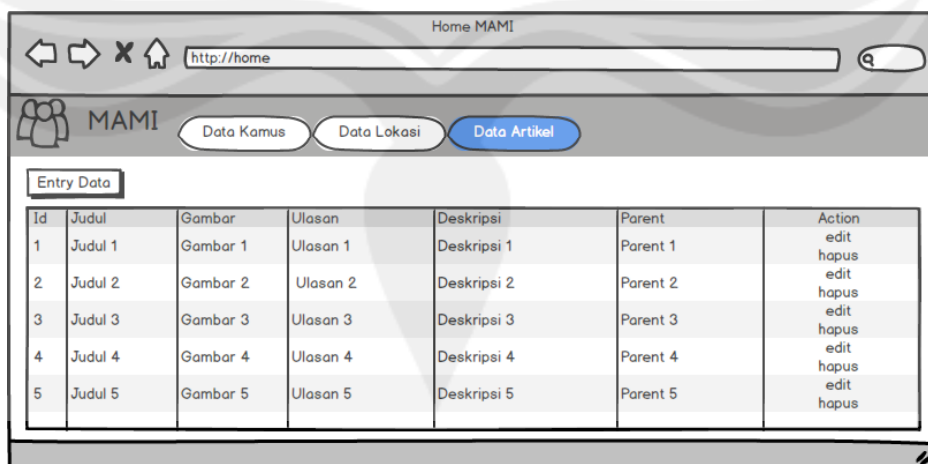 Home MAMI
http://home
MAMI Data Kamus Data Lokasi Data Artikel
Entry Data
Id Judul Gambar Ulasan Deskripsi Parent Action
1 Judul 1 Gambar 1 Ulasan 1 Deskripsi 1 Parent 1 edit
hapus
2 Judul 2 Gambar 2 Ulasan 2 Deskripsi 2 Parent 2 edit
hapus
3 Judul 3 Gambar 3 Ulasan 3 Deskripsi 3 Parent 3 edit
hapus
4 Judul 4 Gambar 4 Ulasan 4 Deskripsi 4 Parent 4 edit
hapus
5 Judul 5 Gambar 5 Ulasan 5 Deskripsi 5 Parent 5 edit
hapus